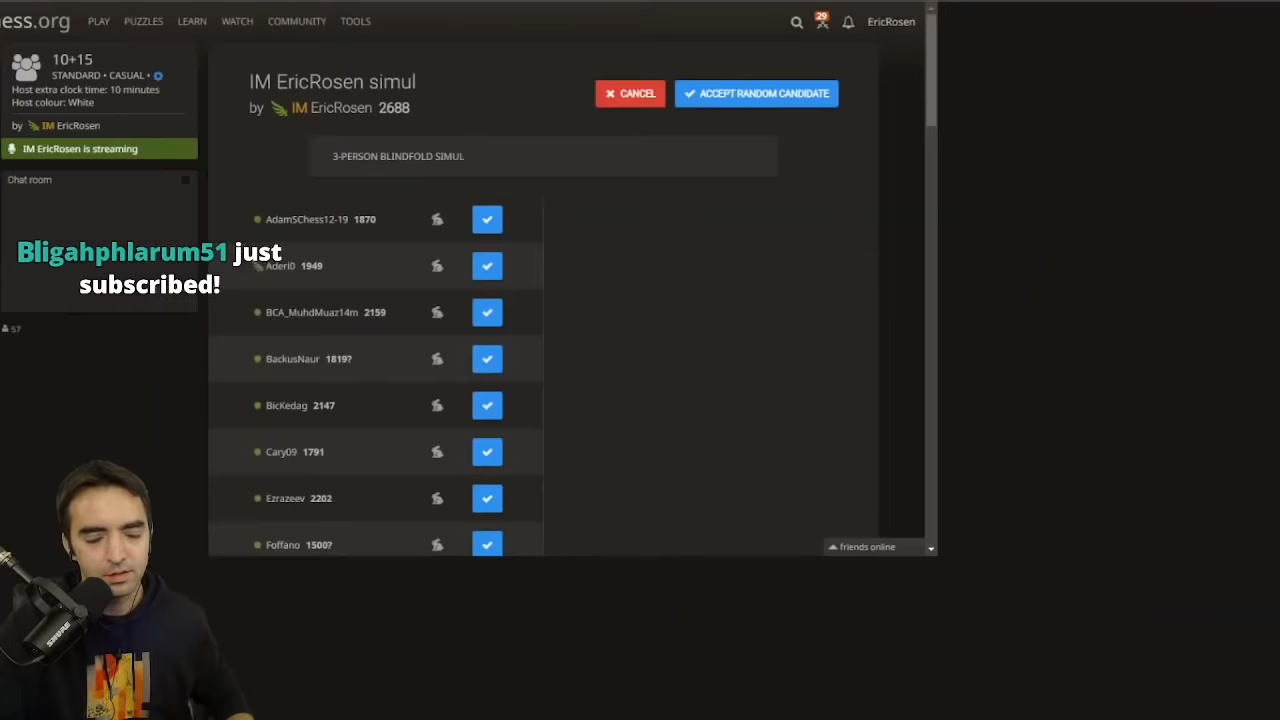 ess.org PLAY PUZZLES LEARN WATCH COMMUNITY TOOLS 29 EricRosen
10+15
STANDARD • CASUAL •
Host extra clock time: 10 minutes
Host colour: White
by IM EricRosen
IM EricRosen is streaming
Chat room
Bligahphlarum51 just
subscribed!
57
IM EricRosen simul
by IM EricRosen 2688
CANCEL
ACCEPT RANDOM CANDIDATE
3-PERSON BLINDFOLD SIMUL
AdamSChess12-19 1870
Aderi0 1949
BCA_MuhdMuaz14m 2159
BackusNaur 1819?
BicKedag 2147
Cary09 1791
Ezrazeev 2202
Foffano 1500?
friends online
SHURE